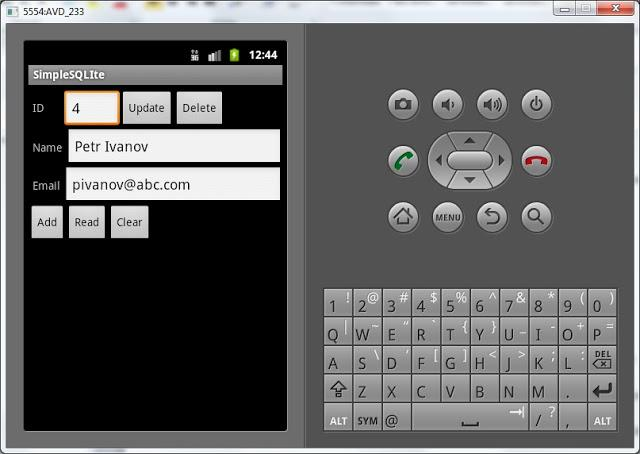 5554:AVD_233
3G 12:44
SimpleSQLIte
ID 4 Update Delete
Name Petr Ivanov
Email pivanov@abc.com
Add Read Clear
MENU
1 ! 2 @ 3 # 4 $ 5 % 6 ^ 7 & 8 * 9 ( 0 )
Q | W ~ E " R ` T { Y } U _ I - O + P =
A S \ D ' F [ G ] H < J > K ; L : DEL
Z X C V B N M .
ALT SYM @ / ? , ALT